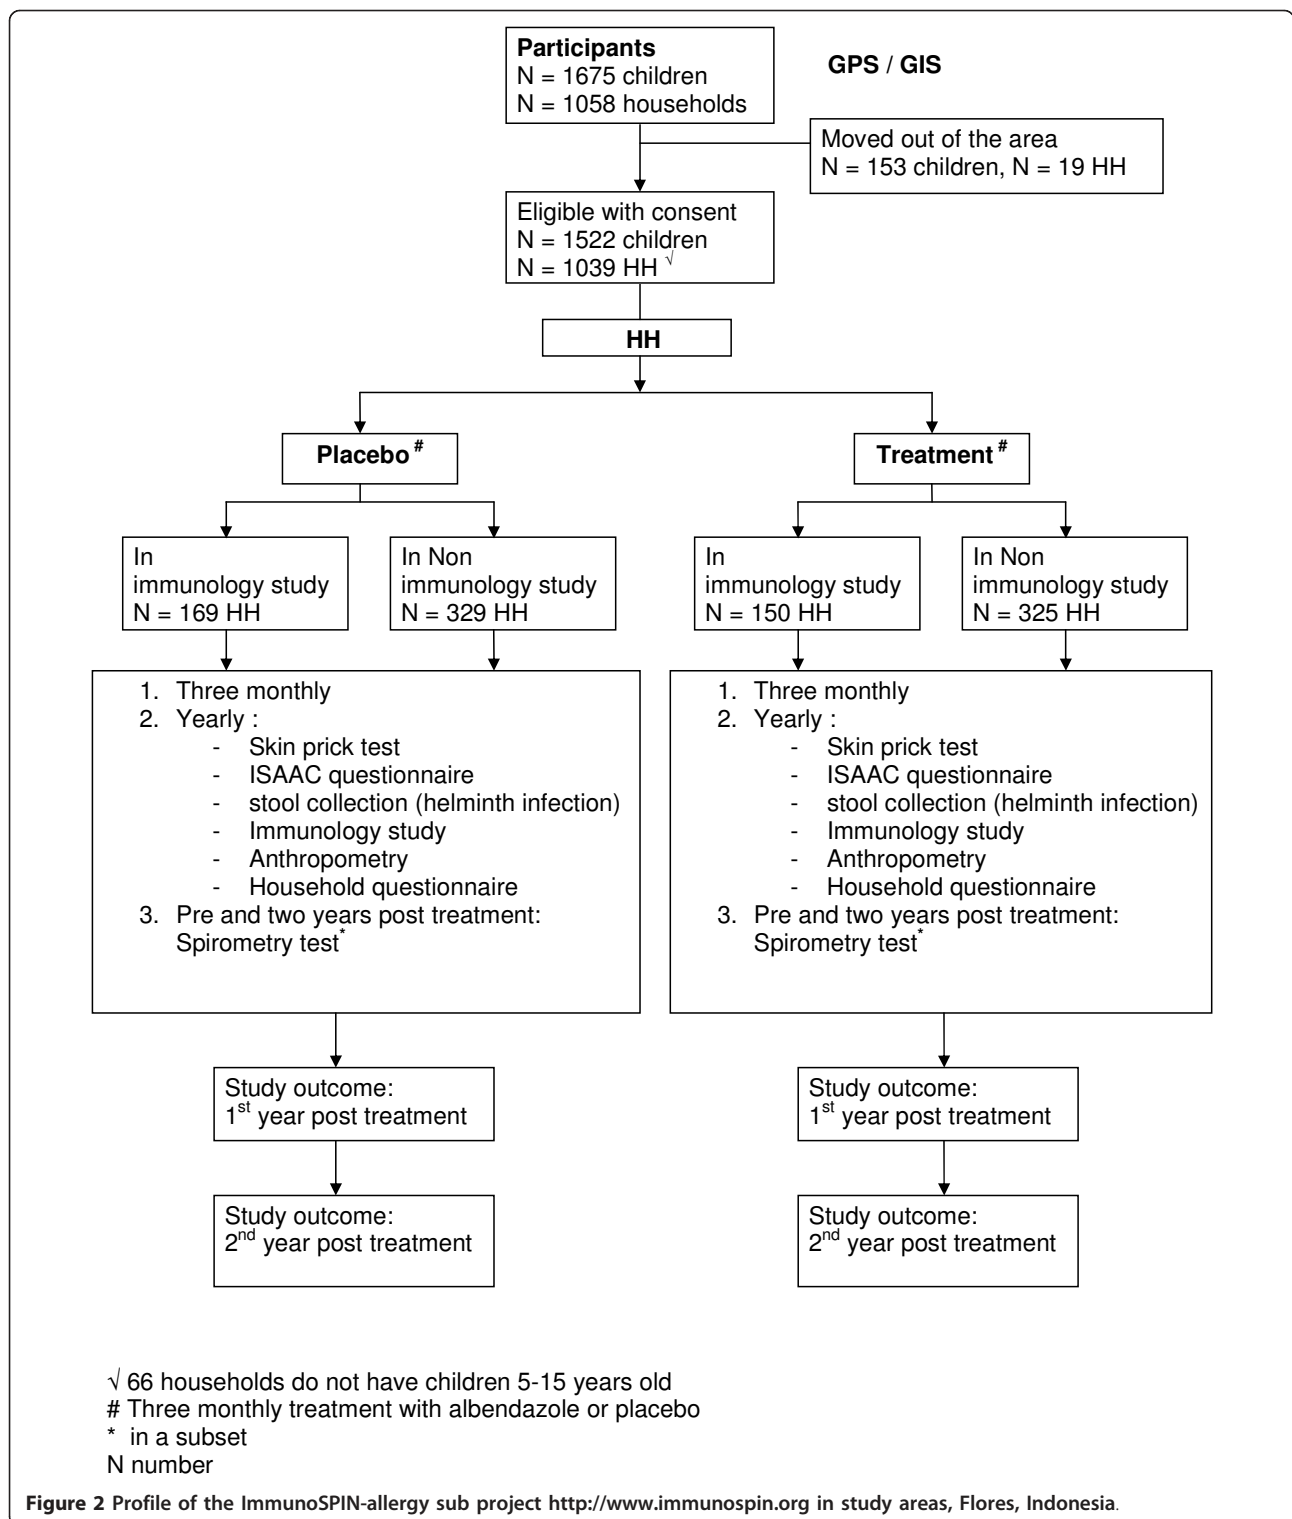 Participants
N = 1675 children
N = 1058 households
GPS / GIS
Moved out of the area
N = 153 children, N = 19 HH
Eligible with consent
N = 1522 children
N = 1039 HH √
HH
Placebo #
Treatment #
In
immunology study
N = 169 HH
In Non
immunology study
N = 329 HH
In
immunology study
N = 150 HH
In Non
immunology study
N = 325 HH
1. Three monthly
2. Yearly :
- Skin prick test
- ISAAC questionnaire
- stool collection (helminth infection)
- Immunology study
- Anthropometry
- Household questionnaire
3. Pre and two years post treatment:
Spirometry test*
1. Three monthly
2. Yearly :
- Skin prick test
- ISAAC questionnaire
- stool collection (helminth infection)
- Immunology study
- Anthropometry
- Household questionnaire
3. Pre and two years post treatment:
Spirometry test*
Study outcome:
1st year post treatment
Study outcome:
1st year post treatment
Study outcome:
2nd year post treatment
Study outcome:
2nd year post treatment
√ 66 households do not have children 5-15 years old
# Three monthly treatment with albendazole or placebo
* in a subset
N number
Figure 2 Profile of the ImmunoSPIN-allergy sub project http://www.immunospin.org in study areas, Flores, Indonesia.